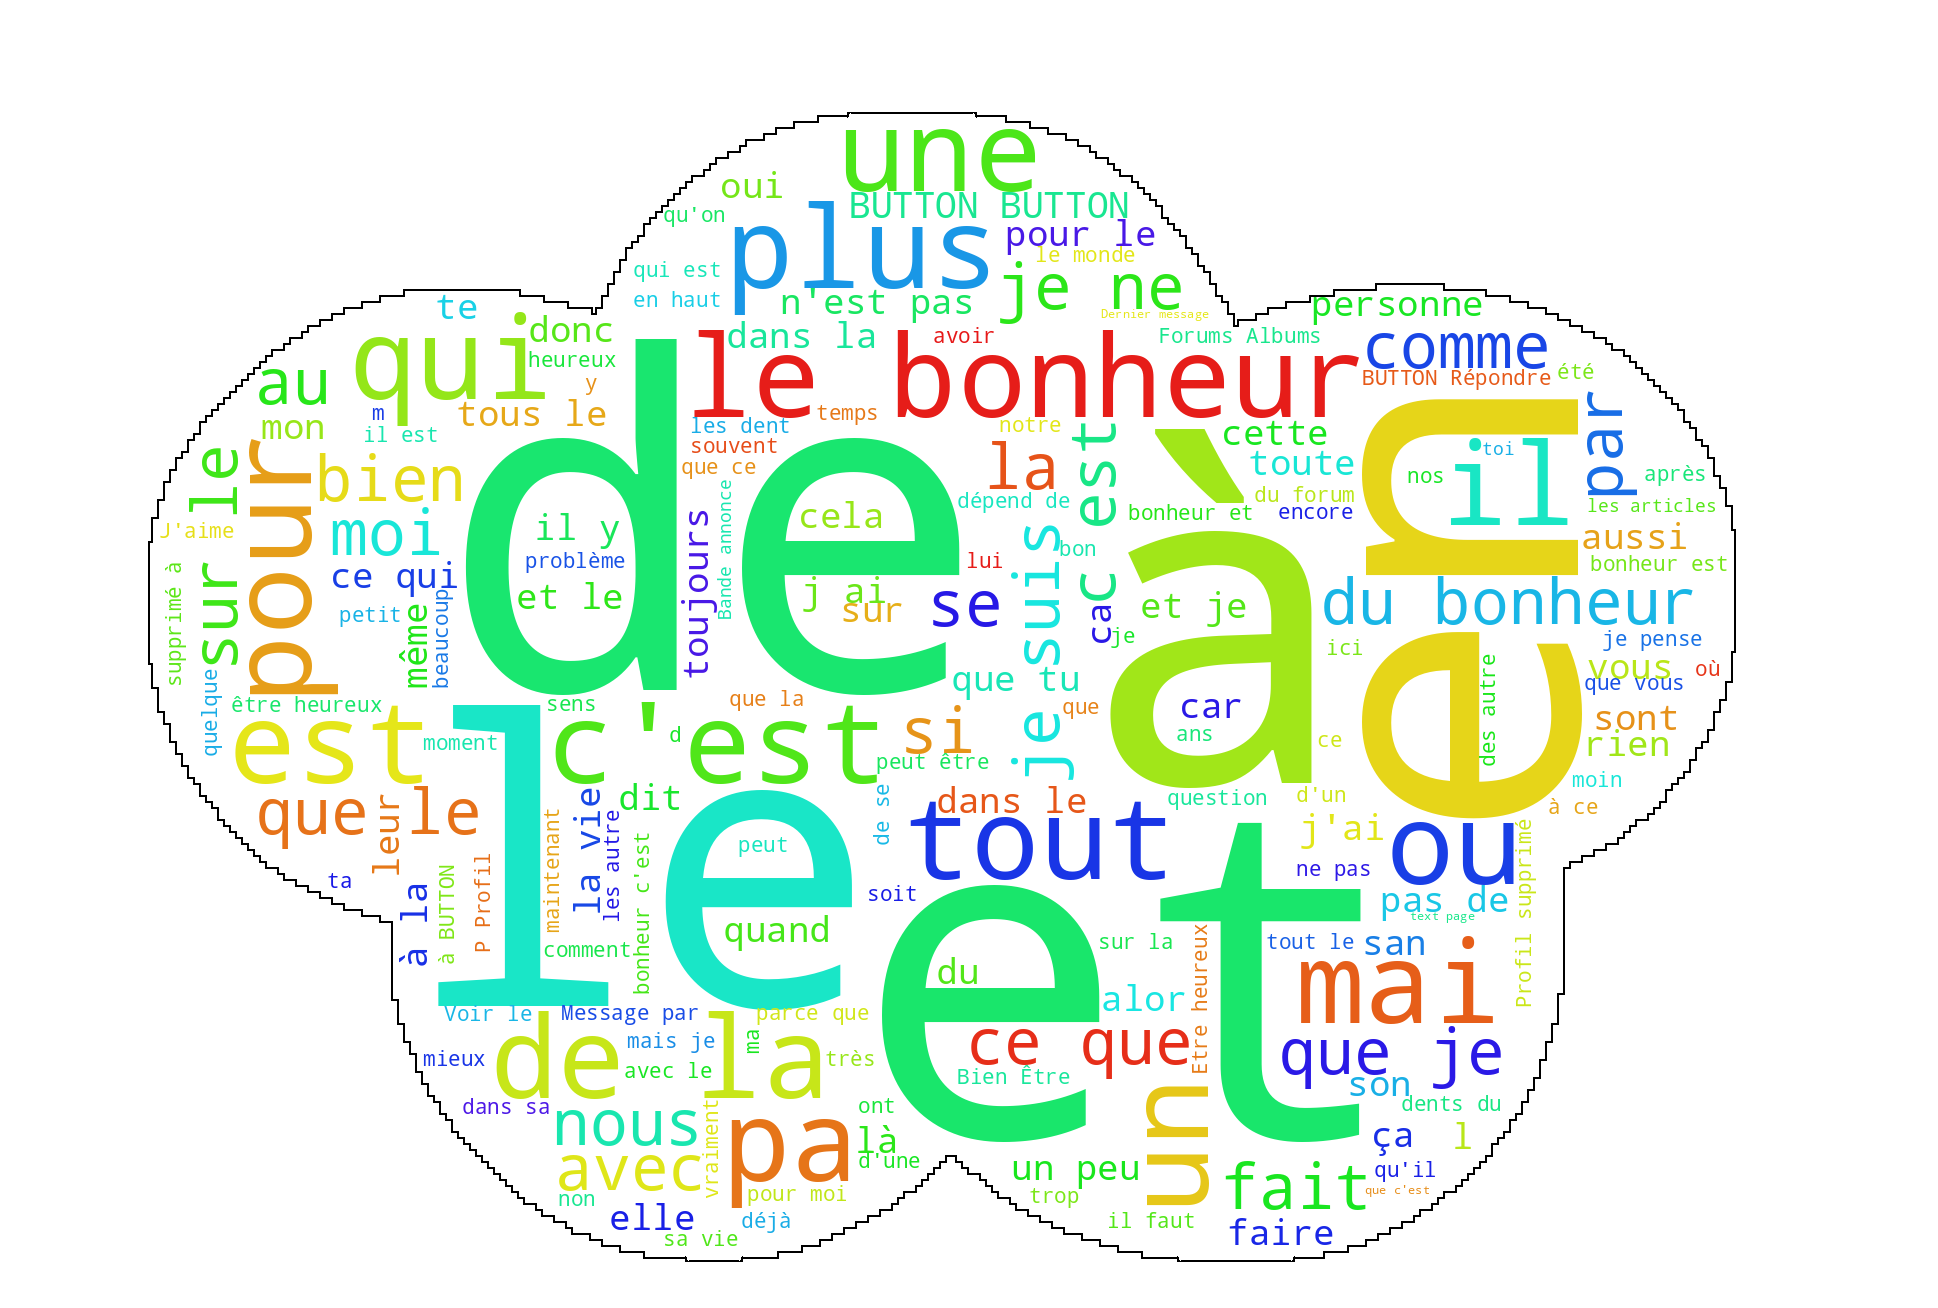 une
oui
BUTTON BUTTON
qu'on
plus
pour le
le monde
qui est
je ne
en haut
n'est pas
Dernier message
personne
te
donc
dans la
avoir
Forums Albums
comme
qui
heureux
le bonheur
BUTTON Répondre
été
au
y
de
m
tous le
temps
mon
il est
les dent
notre
cette
par
souvent
que ce
la
c est
toute
nos
toi
il
un
après
bien
sur le
pour
dépend de
du forum
les articles
Bande annonce
cela
bonheur et
encore
J'aime
moi
il y
toujours
à
aussi
bon
problème
lui
bonheur est
ce qui
supprimé à
et le
j ai
sur
se
je suis
ca
et je
du bonheur
petit
même
beaucoup
je
ici
je pense
vous
où
que tu
quelque
être heureux
sens
que la
que
car
e
des autre
que vous
sont
est
moment
c'est
d
si
ans
ce
rien
peut être
moin
que le
leur
dit
dans le
question
d'un
à ce
le
maintenant
la vie
les autre
de se
tout
j'ai
ou
peut
bonheur c'est
ne pas
ta
soit
à la
à BUTTON
P Profil
pas de
Profil supprimé
text page
quand
et
comment
sur la
Etre heureux
tout le
san
du
mai
alor
Voir le
Message par
parce que
de la
mais je
ma
ce que
que je
mieux
avec le
très
Bien Être
son
dans sa
ont
un
dents du
nous
vraiment
pa
là
ça
l
avec
d'une
un peu
fait
qu'il
non
pour moi
trop
que c'est
elle
déjà
il faut
faire
sa vie